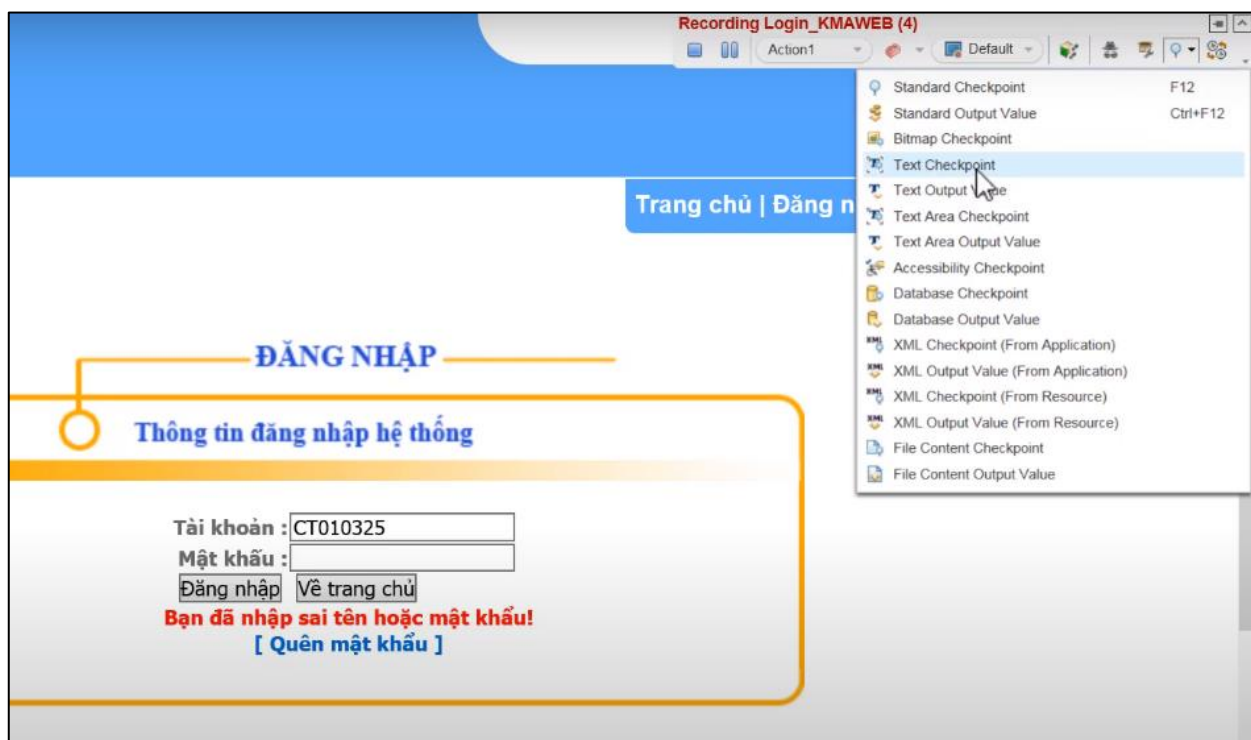 Recording Login_KMAWEB (4)
Action1
Default
Standard Checkpoint F12
Standard Output Value Ctrl+F12
Bitmap Checkpoint
Text Checkpoint
Text Output
Text Area Checkpoint
Text Area Output Value
Accessibility Checkpoint
Database Checkpoint
Database Output Value
XML Checkpoint (From Application)
XML Output Value (From Application)
XML Checkpoint (From Resource)
XML Output Value (From Resource)
File Content Checkpoint
File Content Output Value
Trang chủ | Đăng n
ĐĂNG NHẬP
Thông tin đăng nhập hệ thống
Tài khoản : CT010325
Mật khẩu :
Đăng nhập Về trang chủ
Bạn đã nhập sai tên hoặc mật khẩu!
[ Quên mật khẩu ]